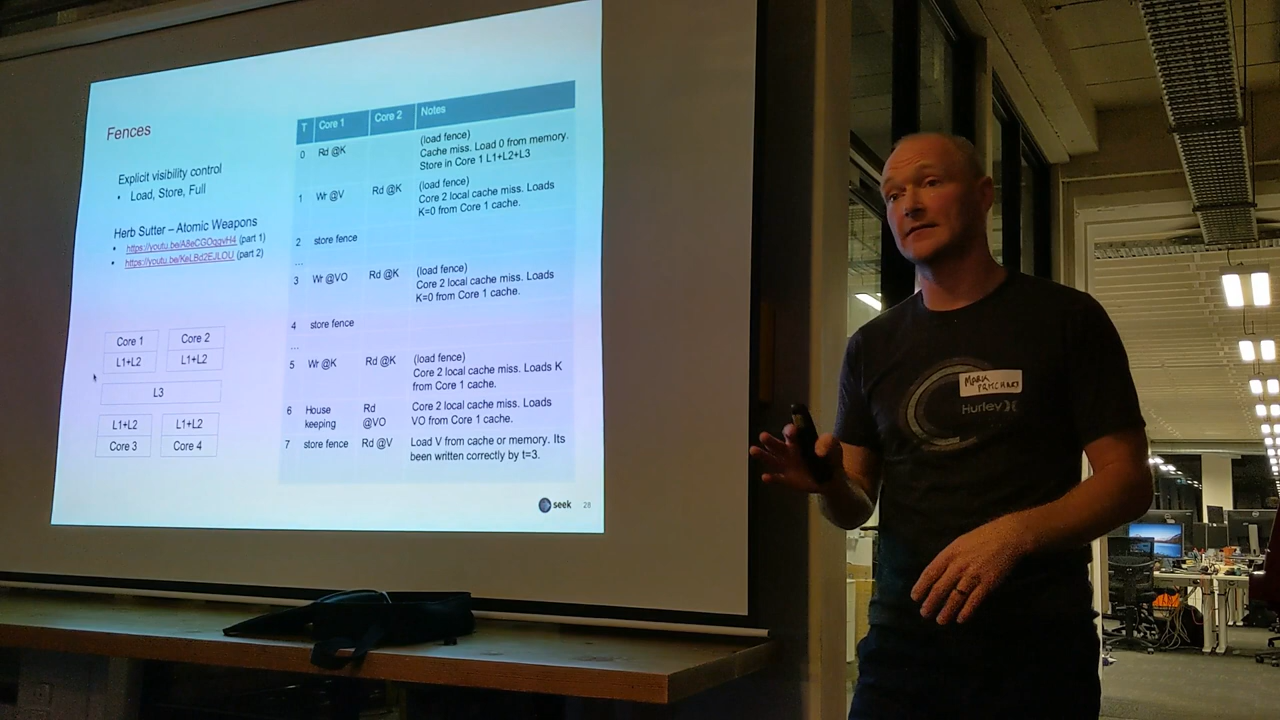 Fences
Explicit visibility control
• Load, Store, Full
Herb Sutter – Atomic Weapons
• https://youtu.be/A8eCGOqgvH4 (part 1)
• https://youtu.be/KeLBd2EJLOU (part 2)
Core 1 Core 2
L1+L2 L1+L2
L3
L1+L2 L1+L2
Core 3 Core 4
T Core 1 Core 2 Notes
0 Rd @K (load fence)
Cache miss. Load 0 from memory.
Store in Core 1 L1+L2+L3
1 Wr @V Rd @K (load fence)
Core 2 local cache miss. Loads
K=0 from Core 1 cache.
2 store fence
...
3 Wr @VO Rd @K (load fence)
Core 2 local cache miss. Loads
K=0 from Core 1 cache.
4 store fence
...
5 Wr @K Rd @K (load fence)
Core 2 local cache miss. Loads K
from Core 1 cache.
6 House Rd Core 2 local cache miss. Loads
keeping @VO VO from Core 1 cache.
7 store fence Rd @V Load V from cache or memory. Its
been written correctly by t=3.
seek 28
MARK
PRITCHARD
Hurley